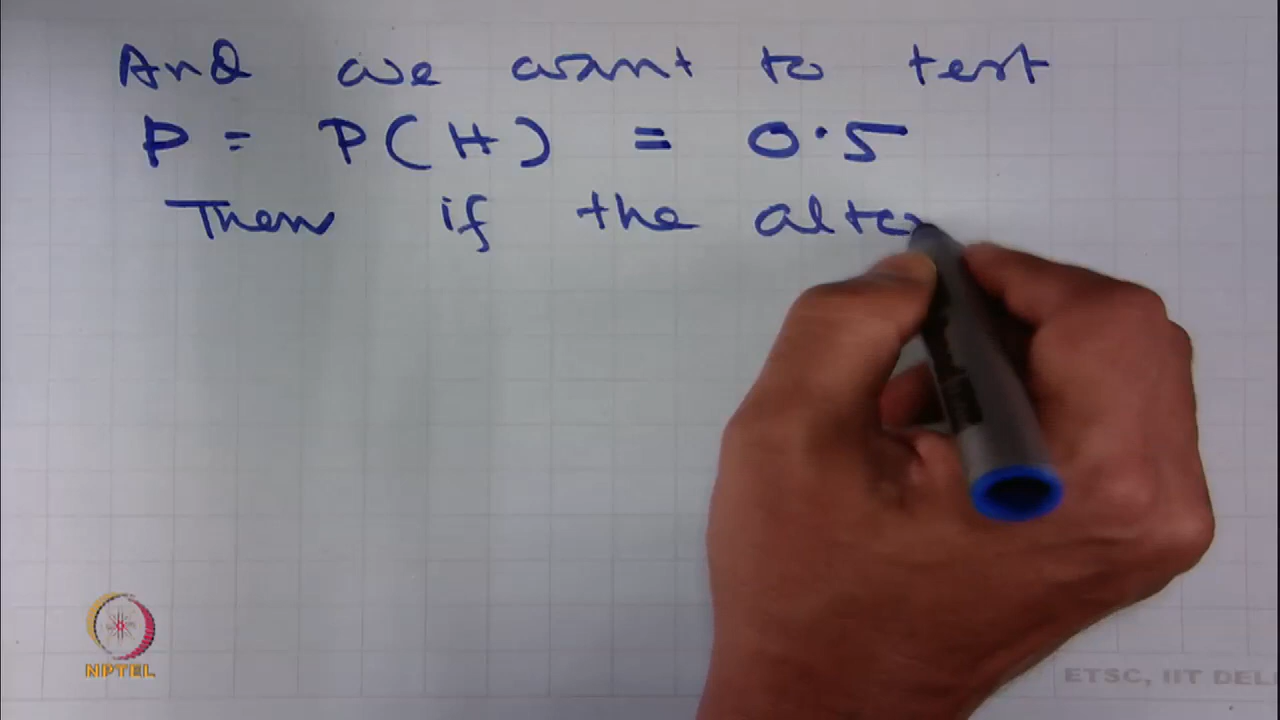 And we want to test
P = P(H) = 0.5
Then if the alte
NPTEL
ETSC, IIT DEL